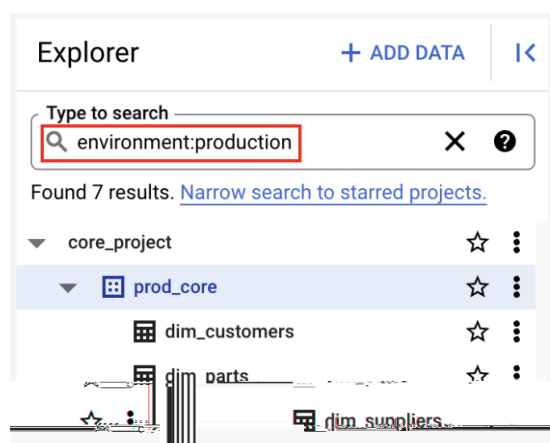 Explorer
+ ADD DATA
Type to search
environment:production
Found 7 results. Narrow search to starred projects.
core_project
prod_core
dim_customers
dim_parts
dim_suppliers